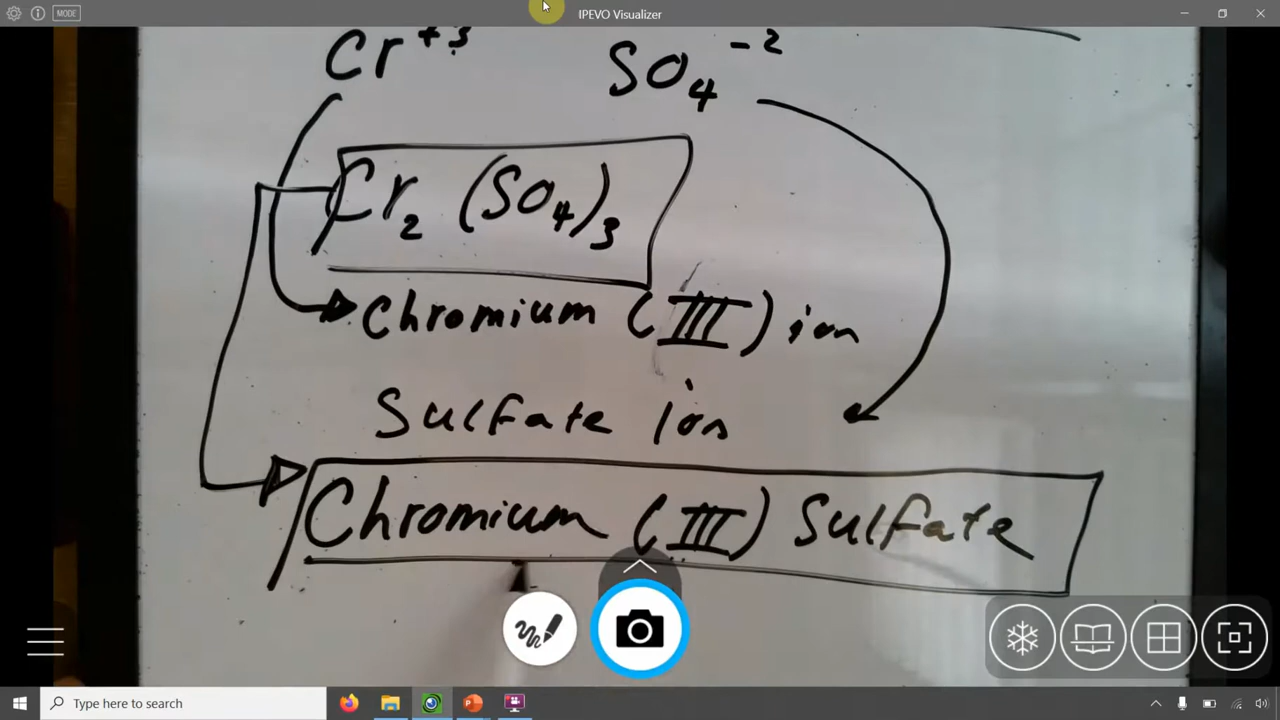 MODE
IPEVO Visualizer
Cr+3 SO4-2
Cr2 (SO4)3
Chromium (III) ion
Sulfate Ion
Chromium (III) Sulfate
Type here to search